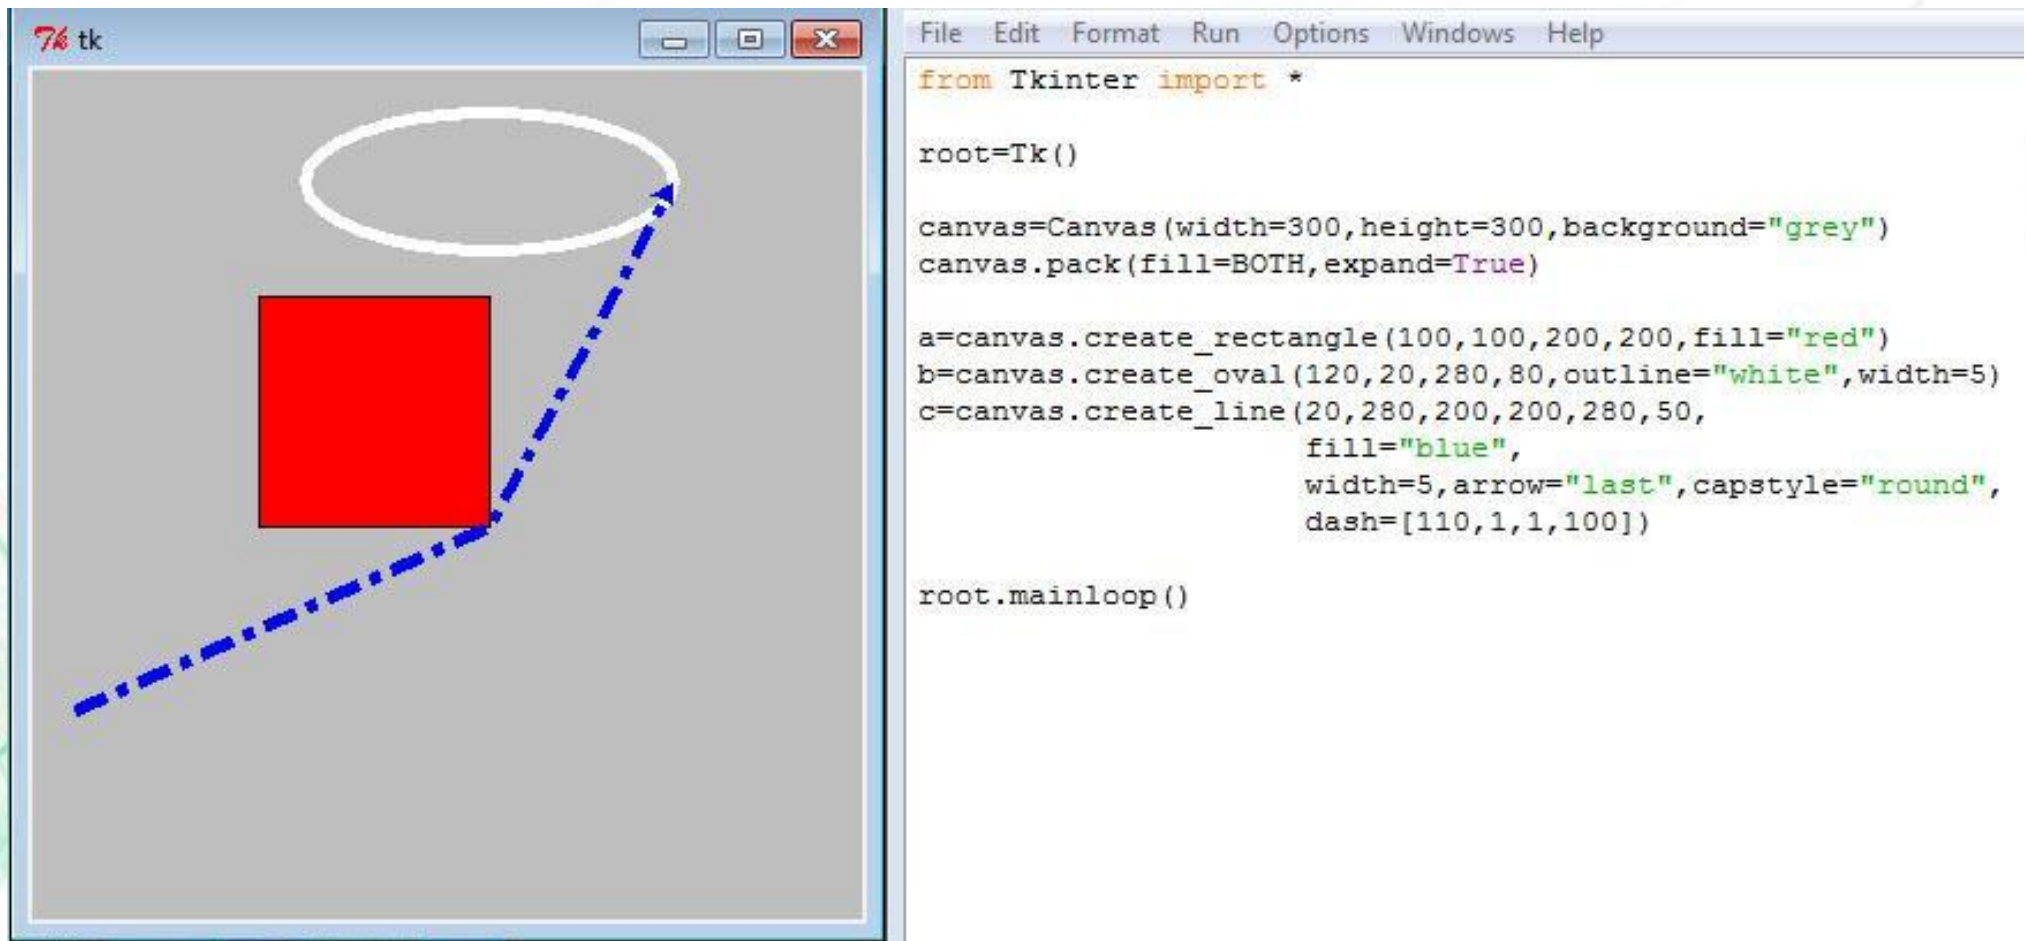 Tk tk
File Edit Format Run Options Windows Help
from Tkinter import *
root=Tk()
canvas=Canvas(width=300,height=300,background="grey")
canvas.pack(fill=BOTH,expand=True)
a=canvas.create_rectangle(100,100,200,200,fill="red")
b=canvas.create_oval(120,20,280,80,outline="white",width=5)
c=canvas.create_line(20,280,200,200,280,50,
fill="blue",
width=5,arrow="last",capstyle="round",
dash=[110,1,1,100])
root.mainloop()